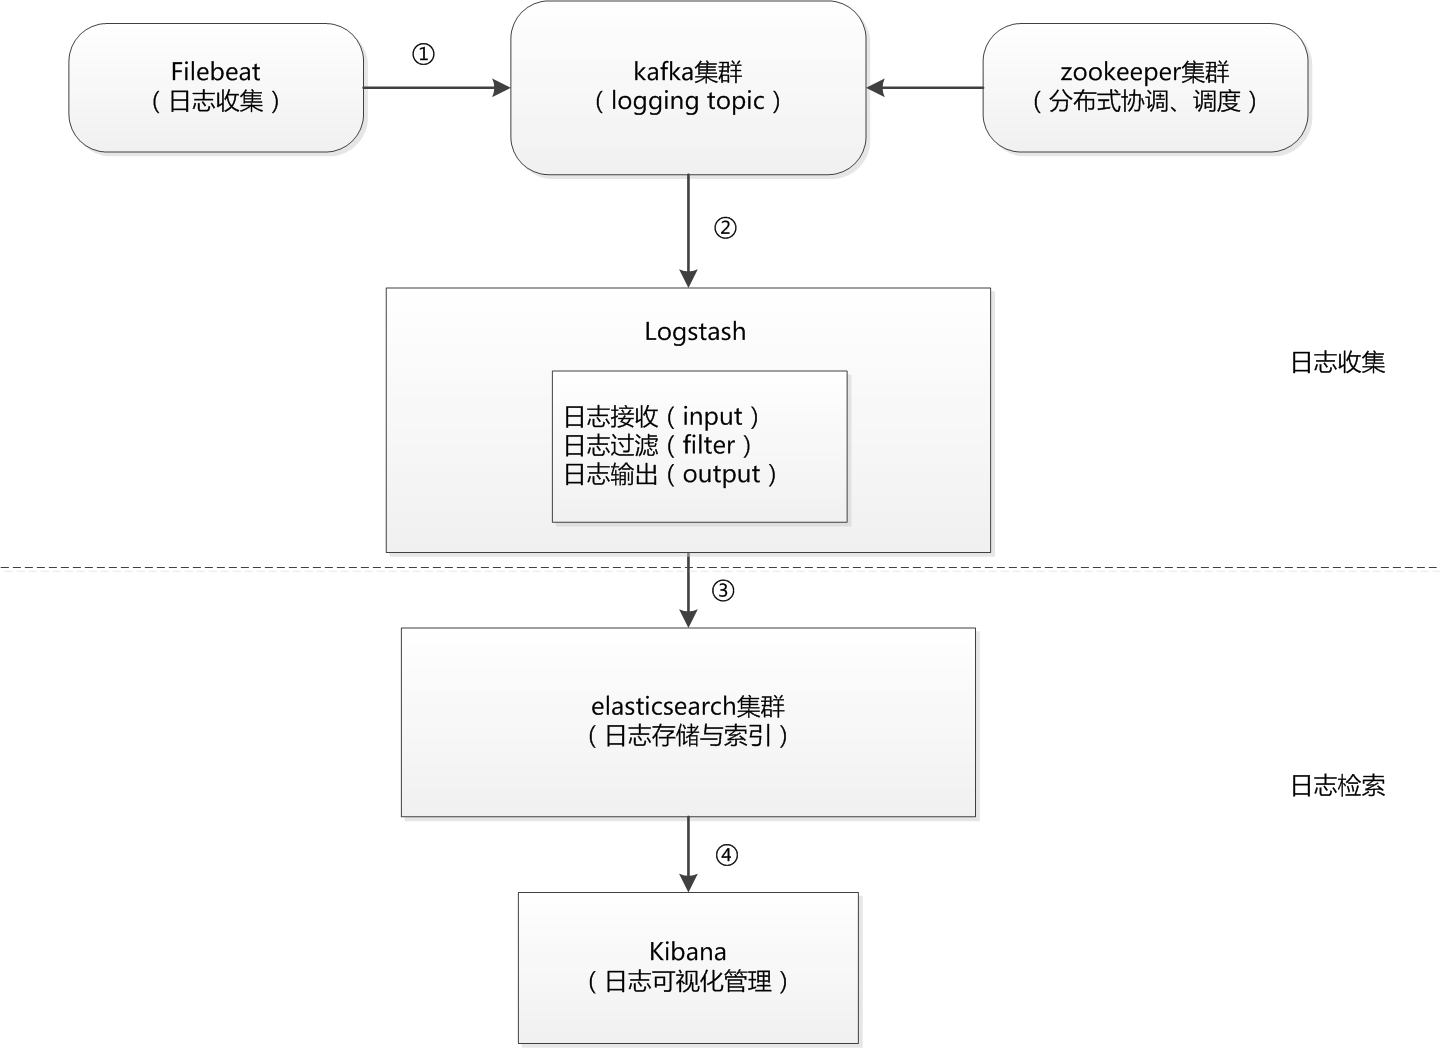 Filebeat
（日志收集）
①
kafka集群
（logging topic）
zookeeper集群
（分布式协调、调度）
②
Logstash
日志接收（input）
日志过滤（filter）
日志输出（output）
日志收集
③
elasticsearch集群
（日志存储与索引）
日志检索
④
Kibana
（日志可视化管理）